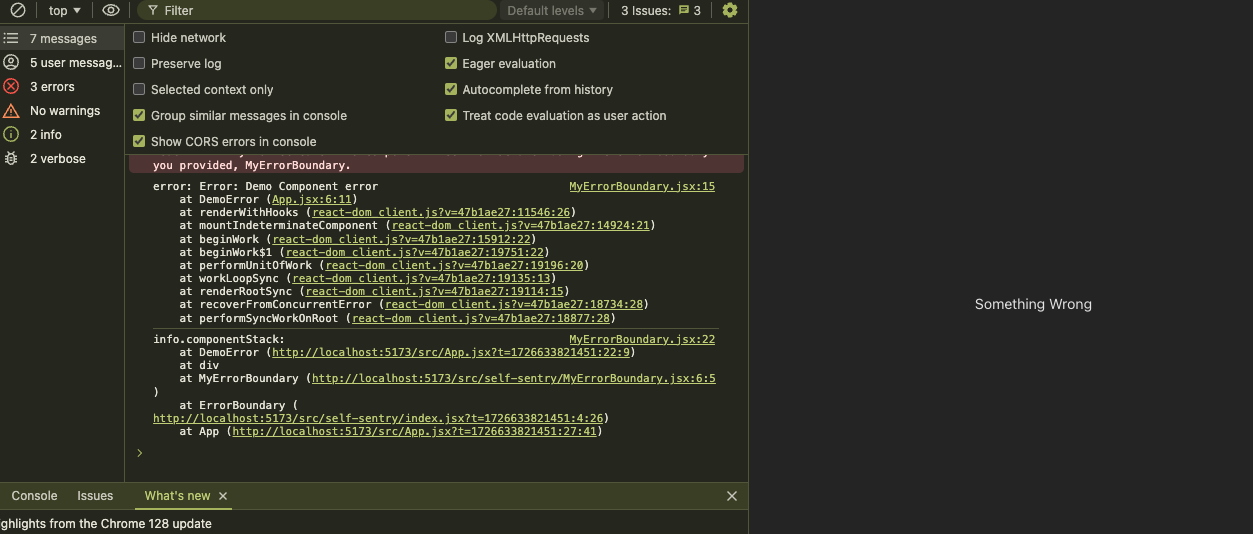 top
Filter
Default levels
3 Issues: 3
7 messages
5 user messag...
3 errors
No warnings
2 info
2 verbose
Hide network
Log XMLHttpRequests
Preserve log
Eager evaluation
Selected context only
Autocomplete from history
Group similar messages in console
Treat code evaluation as user action
Show CORS errors in console
you provided, MyErrorBoundary.
error: Error: Demo Component error MyErrorBoundary.jsx:15
at DemoError (App.jsx:6:11)
at renderWithHooks (react-dom_client.js?v=47b1ae27:11546:26)
at mountIndeterminateComponent (react-dom_client.js?v=47b1ae27:14924:21)
at beginWork (react-dom_client.js?v=47b1ae27:15912:22)
at beginWork$1 (react-dom_client.js?v=47b1ae27:19751:22)
at performUnitOfWork (react-dom_client.js?v=47b1ae27:19196:20)
at workLoopSync (react-dom_client.js?v=47b1ae27:19135:13)
at renderRootSync (react-dom_client.js?v=47b1ae27:19114:15)
at recoverFromConcurrentError (react-dom_client.js?v=47b1ae27:18734:28)
at performSyncWorkOnRoot (react-dom_client.js?v=47b1ae27:18877:28)
info.componentStack: MyErrorBoundary.jsx:22
at DemoError (http://localhost:5173/src/App.jsx?t=1726633821451:22:9)
at div
at MyErrorBoundary (http://localhost:5173/src/self-sentry/MyErrorBoundary.jsx:6:5
)
at ErrorBoundary (
http://localhost:5173/src/self-sentry/index.jsx?t=1726633821451:4:26)
at App (http://localhost:5173/src/App.jsx?t=1726633821451:27:41)
Something Wrong
Console
Issues
What's new
ghlights from the Chrome 128 update